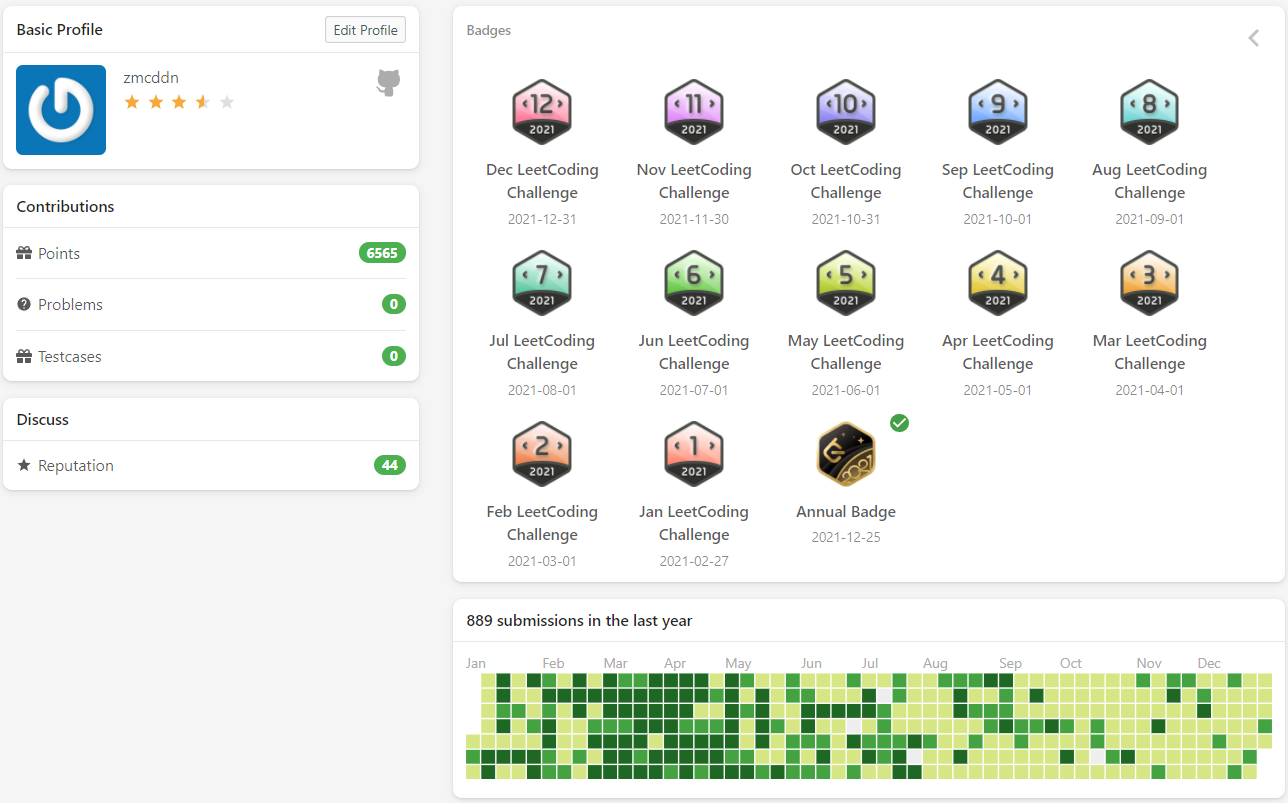 Basic Profile
Edit Profile
zmcddn
Contributions
Points 6565
Problems 0
Testcases 0
Discuss
Reputation 44
Badges
12 11 10 9 8
2021 2021 2021 2021 2021
Dec LeetCoding Nov LeetCoding Oct LeetCoding Sep LeetCoding Aug LeetCoding
Challenge Challenge Challenge Challenge Challenge
2021-12-31 2021-11-30 2021-10-31 2021-10-01 2021-09-01
7 6 5 4 3
2021 2021 2021 2021 2021
Jul LeetCoding Jun LeetCoding May LeetCoding Apr LeetCoding Mar LeetCoding
Challenge Challenge Challenge Challenge Challenge
2021-08-01 2021-07-01 2021-06-01 2021-05-01 2021-04-01
2 1
2021 2021 2021
Feb LeetCoding Jan LeetCoding Annual Badge
Challenge Challenge 2021-12-25
2021-03-01 2021-02-27
889 submissions in the last year
Jan Feb Mar Apr May Jun Jul Aug Sep Oct Nov Dec